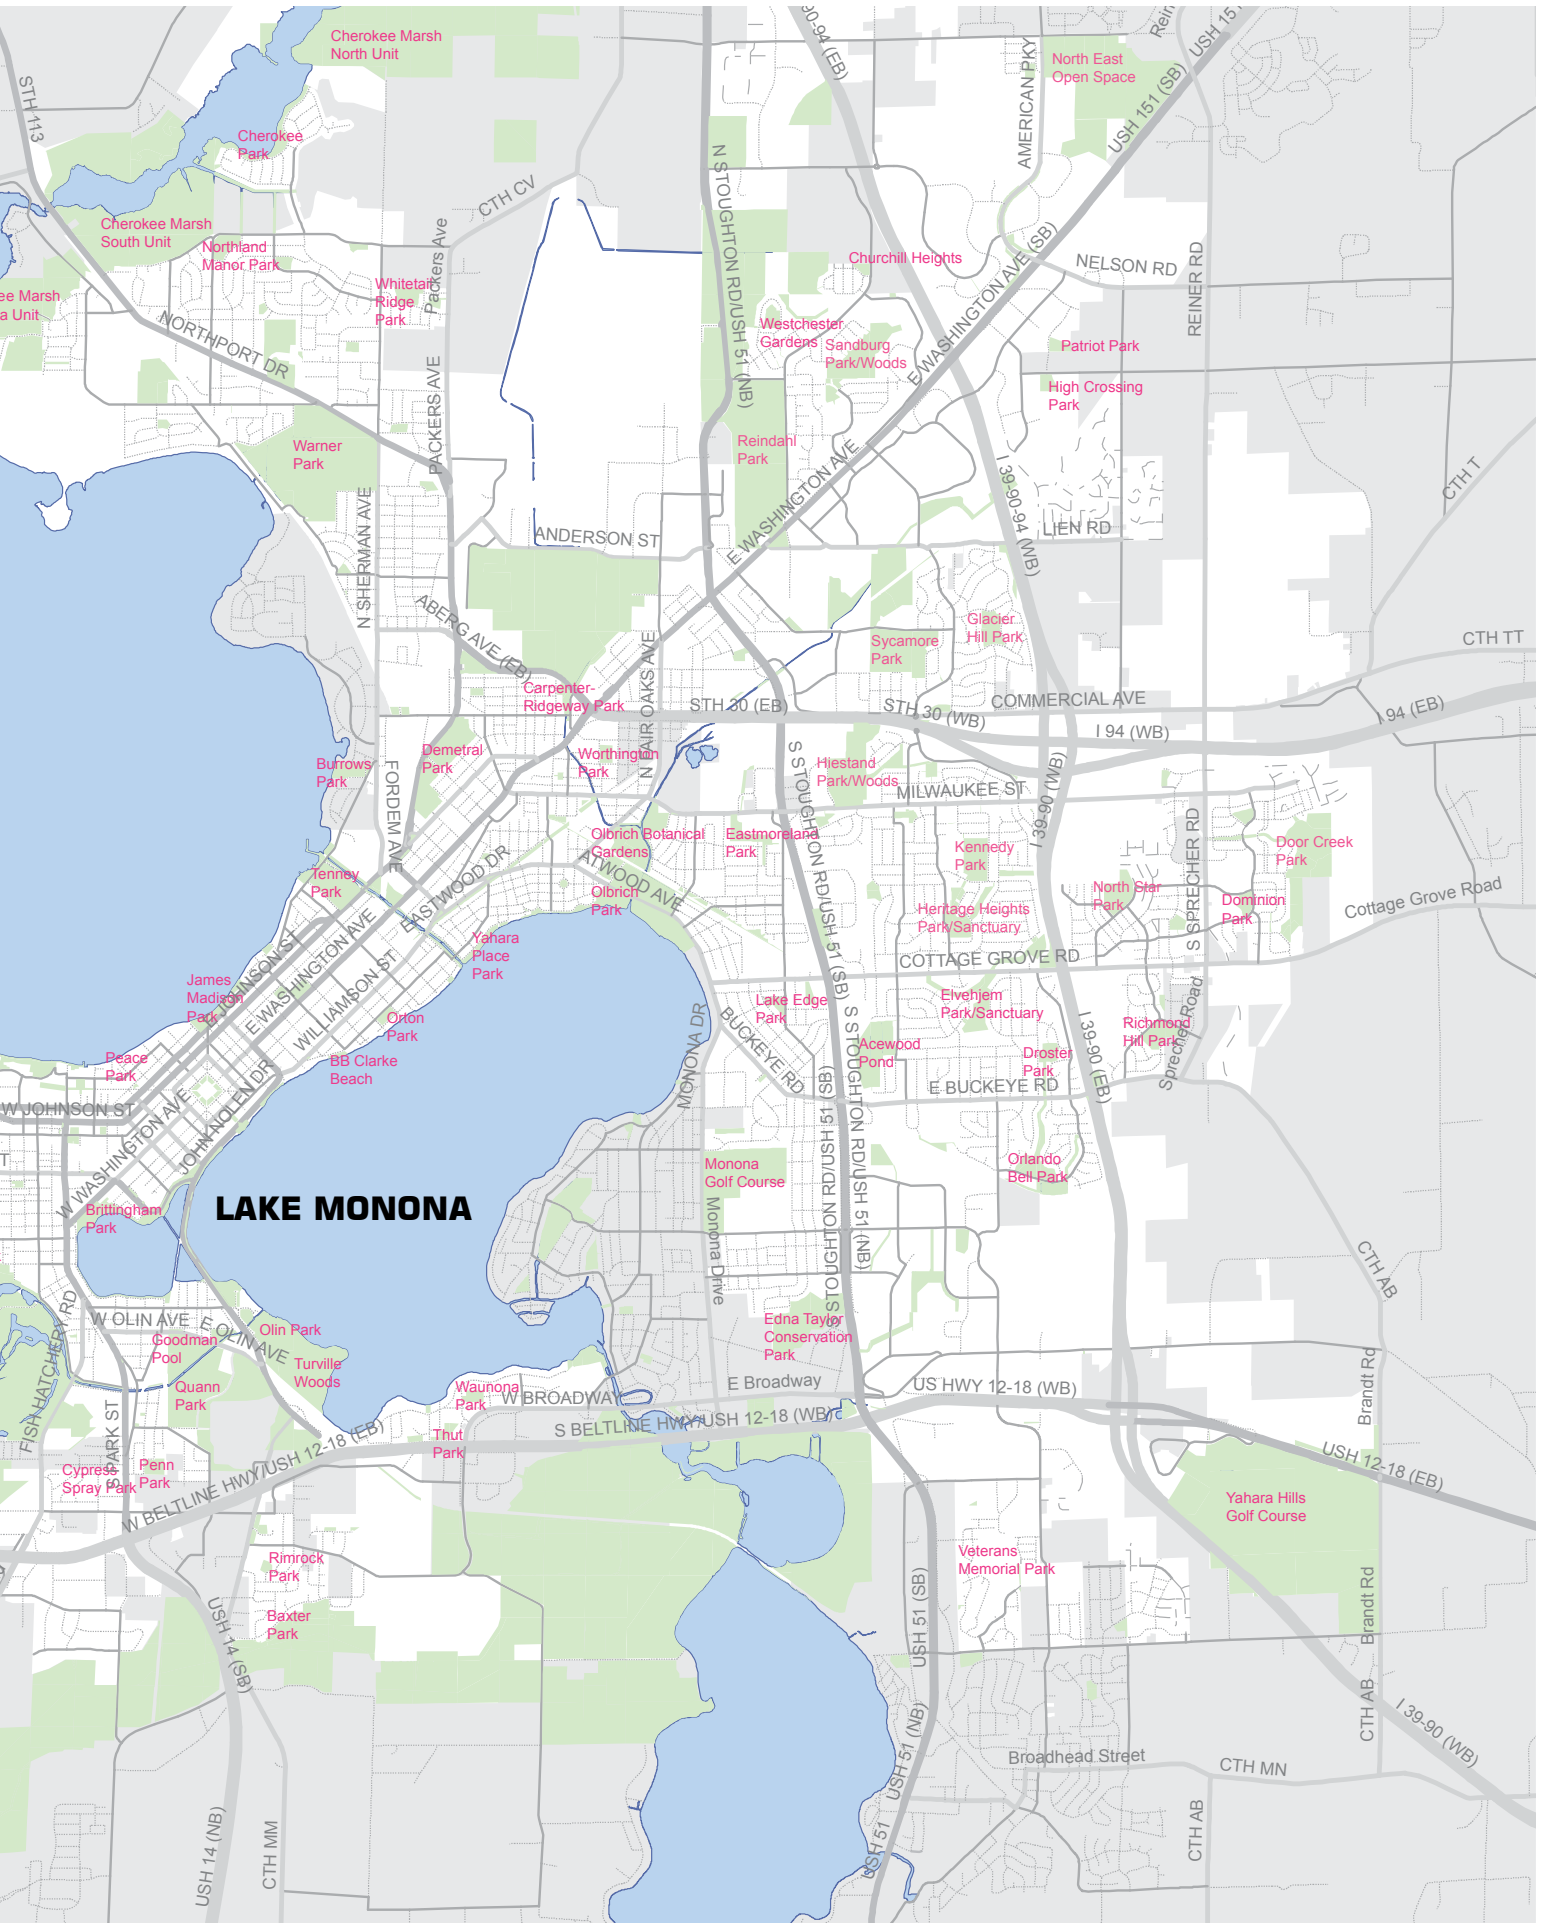 Cherokee Marsh
North Unit
90-94 (EB)
AMERICAN PKY
North East
Open Space
USH 151
USH 151 (SB)
STH 113
Cherokee
Park
N STOUGHTON RD/USH 51 (NB)
CTH CV
Packers Ave
Cherokee Marsh
South Unit
Northland
Manor Park
Whitetail
Ridge
Park
ee Marsh
a Unit
Churchill Heights
E WASHINGTON AVE (SB)
NELSON RD
REINER RD
NORTHPORT DR
Westchester
Gardens
Sandburg
Park/Woods
Patriot Park
High Crossing
Park
PACKERS AVE
Warner
Park
Reindahl
Park
E WASHINGTON AVE
I 39-90-94 (WB)
CTH T
N SHERMAN AVE
ANDERSON ST
LIEN RD
ABERG AVE (EB)
Glacier
Hill Park
Sycamore
Park
CTH TT
Carpenter-
Ridgeway Park
N FAIR OAKS AVE
STH 30 (EB)
STH 30 (WB)
COMMERCIAL AVE
I 94 (WB)
I 94 (EB)
Demetral
Park
Burrows
Park
FORDEM AVE
Worthington
Park
S STOUGHTON RD/USH 51 (SB)
Hiestand
Park/Woods
MILWAUKEE ST
I 39-90 (WB)
S SPRECHER RD
Olbrich Botanical
Gardens
Eastmoreland
Park
Kennedy
Park
Door Creek
Park
Tenney
Park
EASTWOOD DR
ATWOOD AVE
Olbrich
Park
North Star
Park
Dominion
Park
Cottage Grove Road
Heritage Heights
Park/Sanctuary
Yahara
Place
Park
E JOHNSON ST
E WASHINGTON AVE
WILLIAMSON ST
COTTAGE GROVE RD
James
Madison
Park
Orton
Park
Lake Edge
Park
Elvehjem
Park/Sanctuary
MONONA DR
BUCKEYE RD
S STOUGHTON RD/USH 51 (NB)
Acewood
Pond
Droster
Park
I 39-90 (EB)
Richmond
Hill Park
Sprecher Road
Peace
Park
BB Clarke
Beach
W JOHNSON ST
E BUCKEYE RD
W WASHINGTON AVE
JOHN NOLEN DR
S STOUGHTON RD/USH 51 (SB)
Monona
Golf Course
Orlando
Bell Park
Brittingham
Park
LAKE MONONA
Monona Drive
CTH AB
FISH HATCHERY RD
W OLIN AVE
E OLIN AVE
Olin Park
Goodman
Pool
Turville
Woods
Edna Taylor
Conservation
Park
Quann
Park
Waunona
Park
W BROADWAY
E Broadway
US HWY 12-18 (WB)
Brandt Rd
S PARK ST
Thut
Park
S BELTLINE HWY/USH 12-18 (WB)
W BELTLINE HWY/USH 12-18 (EB)
USH 12-18 (EB)
Cypress
Spray Park
Penn
Park
Yahara Hills
Golf Course
Rimrock
Park
Veterans
Memorial Park
USH 51 (SB)
Brandt Rd
Baxter
Park
USH 14 (SB)
USH 51 (NB)
CTH AB
I 39-90 (WB)
Broadhead Street
CTH MN
USH 14 (NB)
CTH MM
USH 51
CTH AB